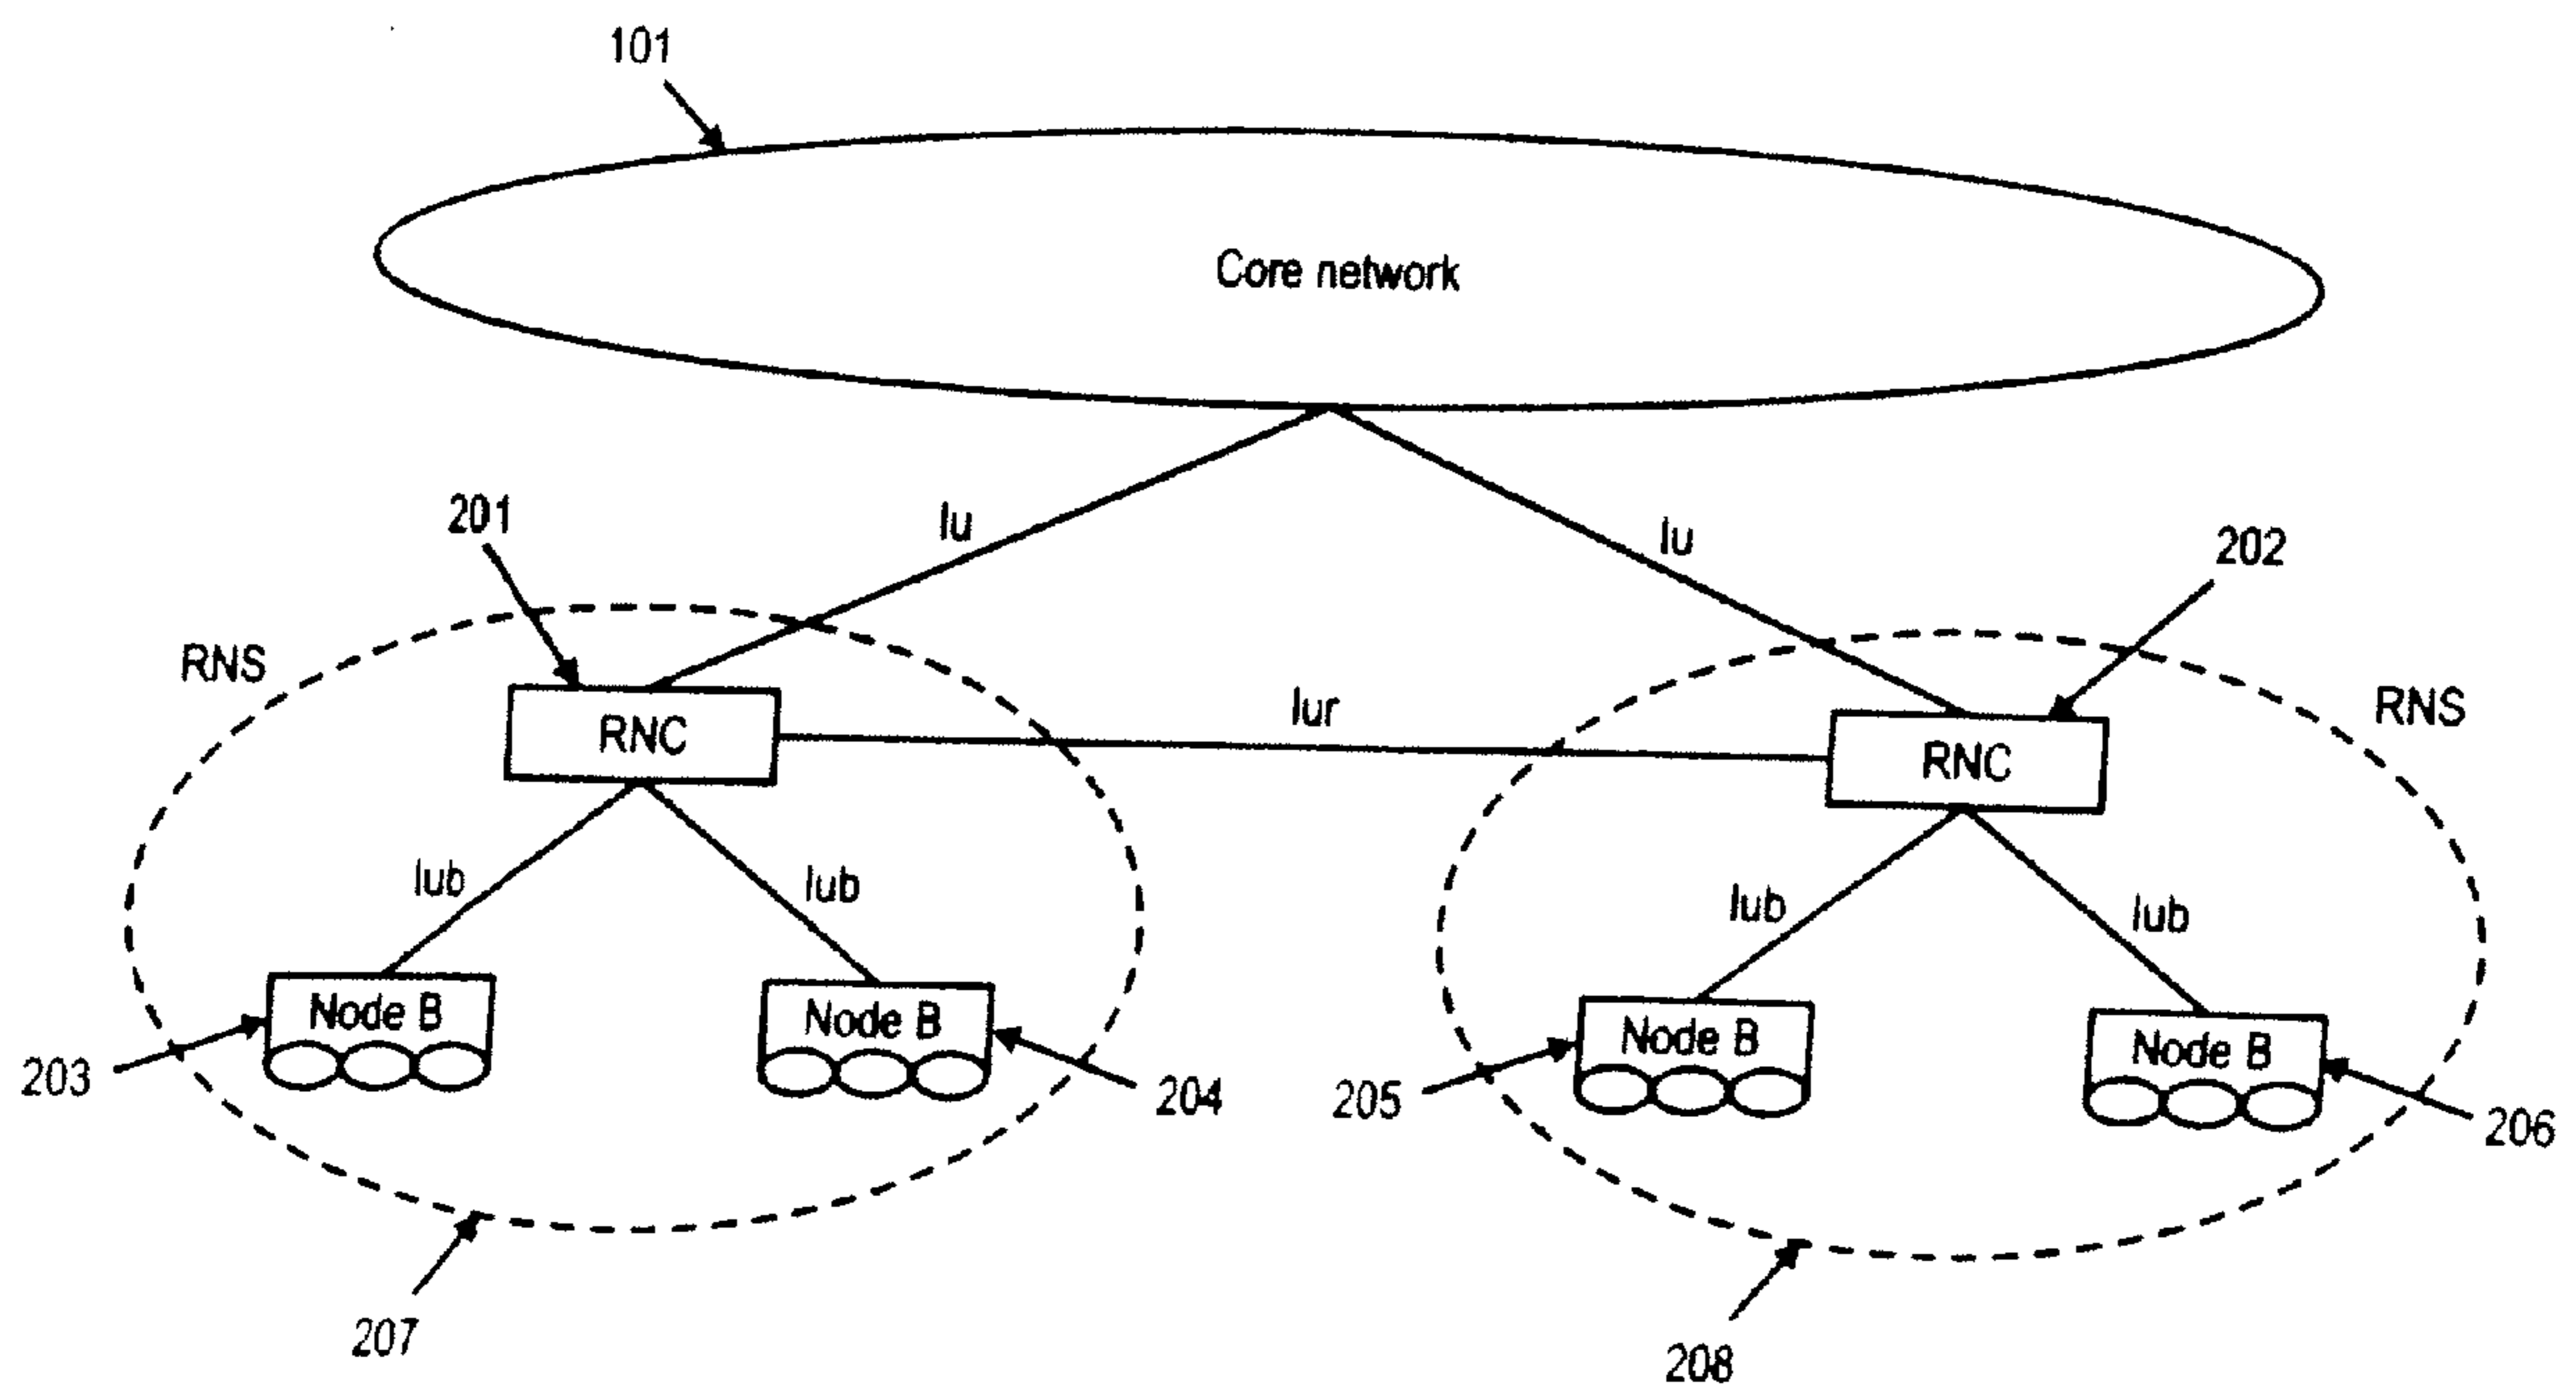 101
Core network
Iu
Iu
201
202
RNS
RNS
RNC
Iur
RNC
Iub
Iub
Iub
Iub
Node B
Node B
Node B
Node B
203
204
205
206
207
208